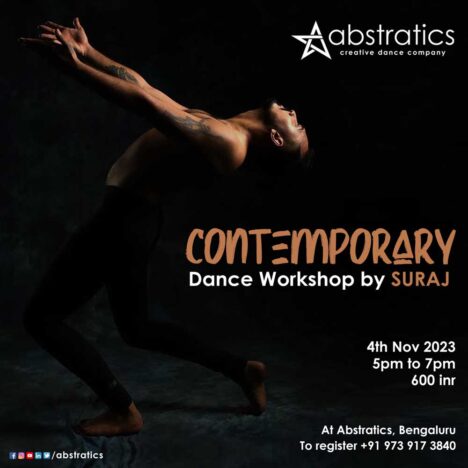 abstratics
creative dance company
CONTEMPORARY
Dance Workshop by SURAJ
4th Nov 2023
5pm to 7pm
600 inr
At Abstratics, Bengaluru
/abstratics
To register +91 973 917 3840